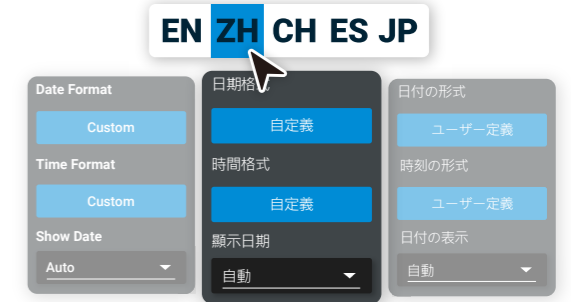 EN ZH CH ES JP
Date Format
Custom
Time Format
Custom
Show Date
Auto
日期格式
自定義
時間格式
自定義
顯示日期
自動
日付の形式
ユーザー定義
時刻の形式
ユーザー定義
日付の表示
自動